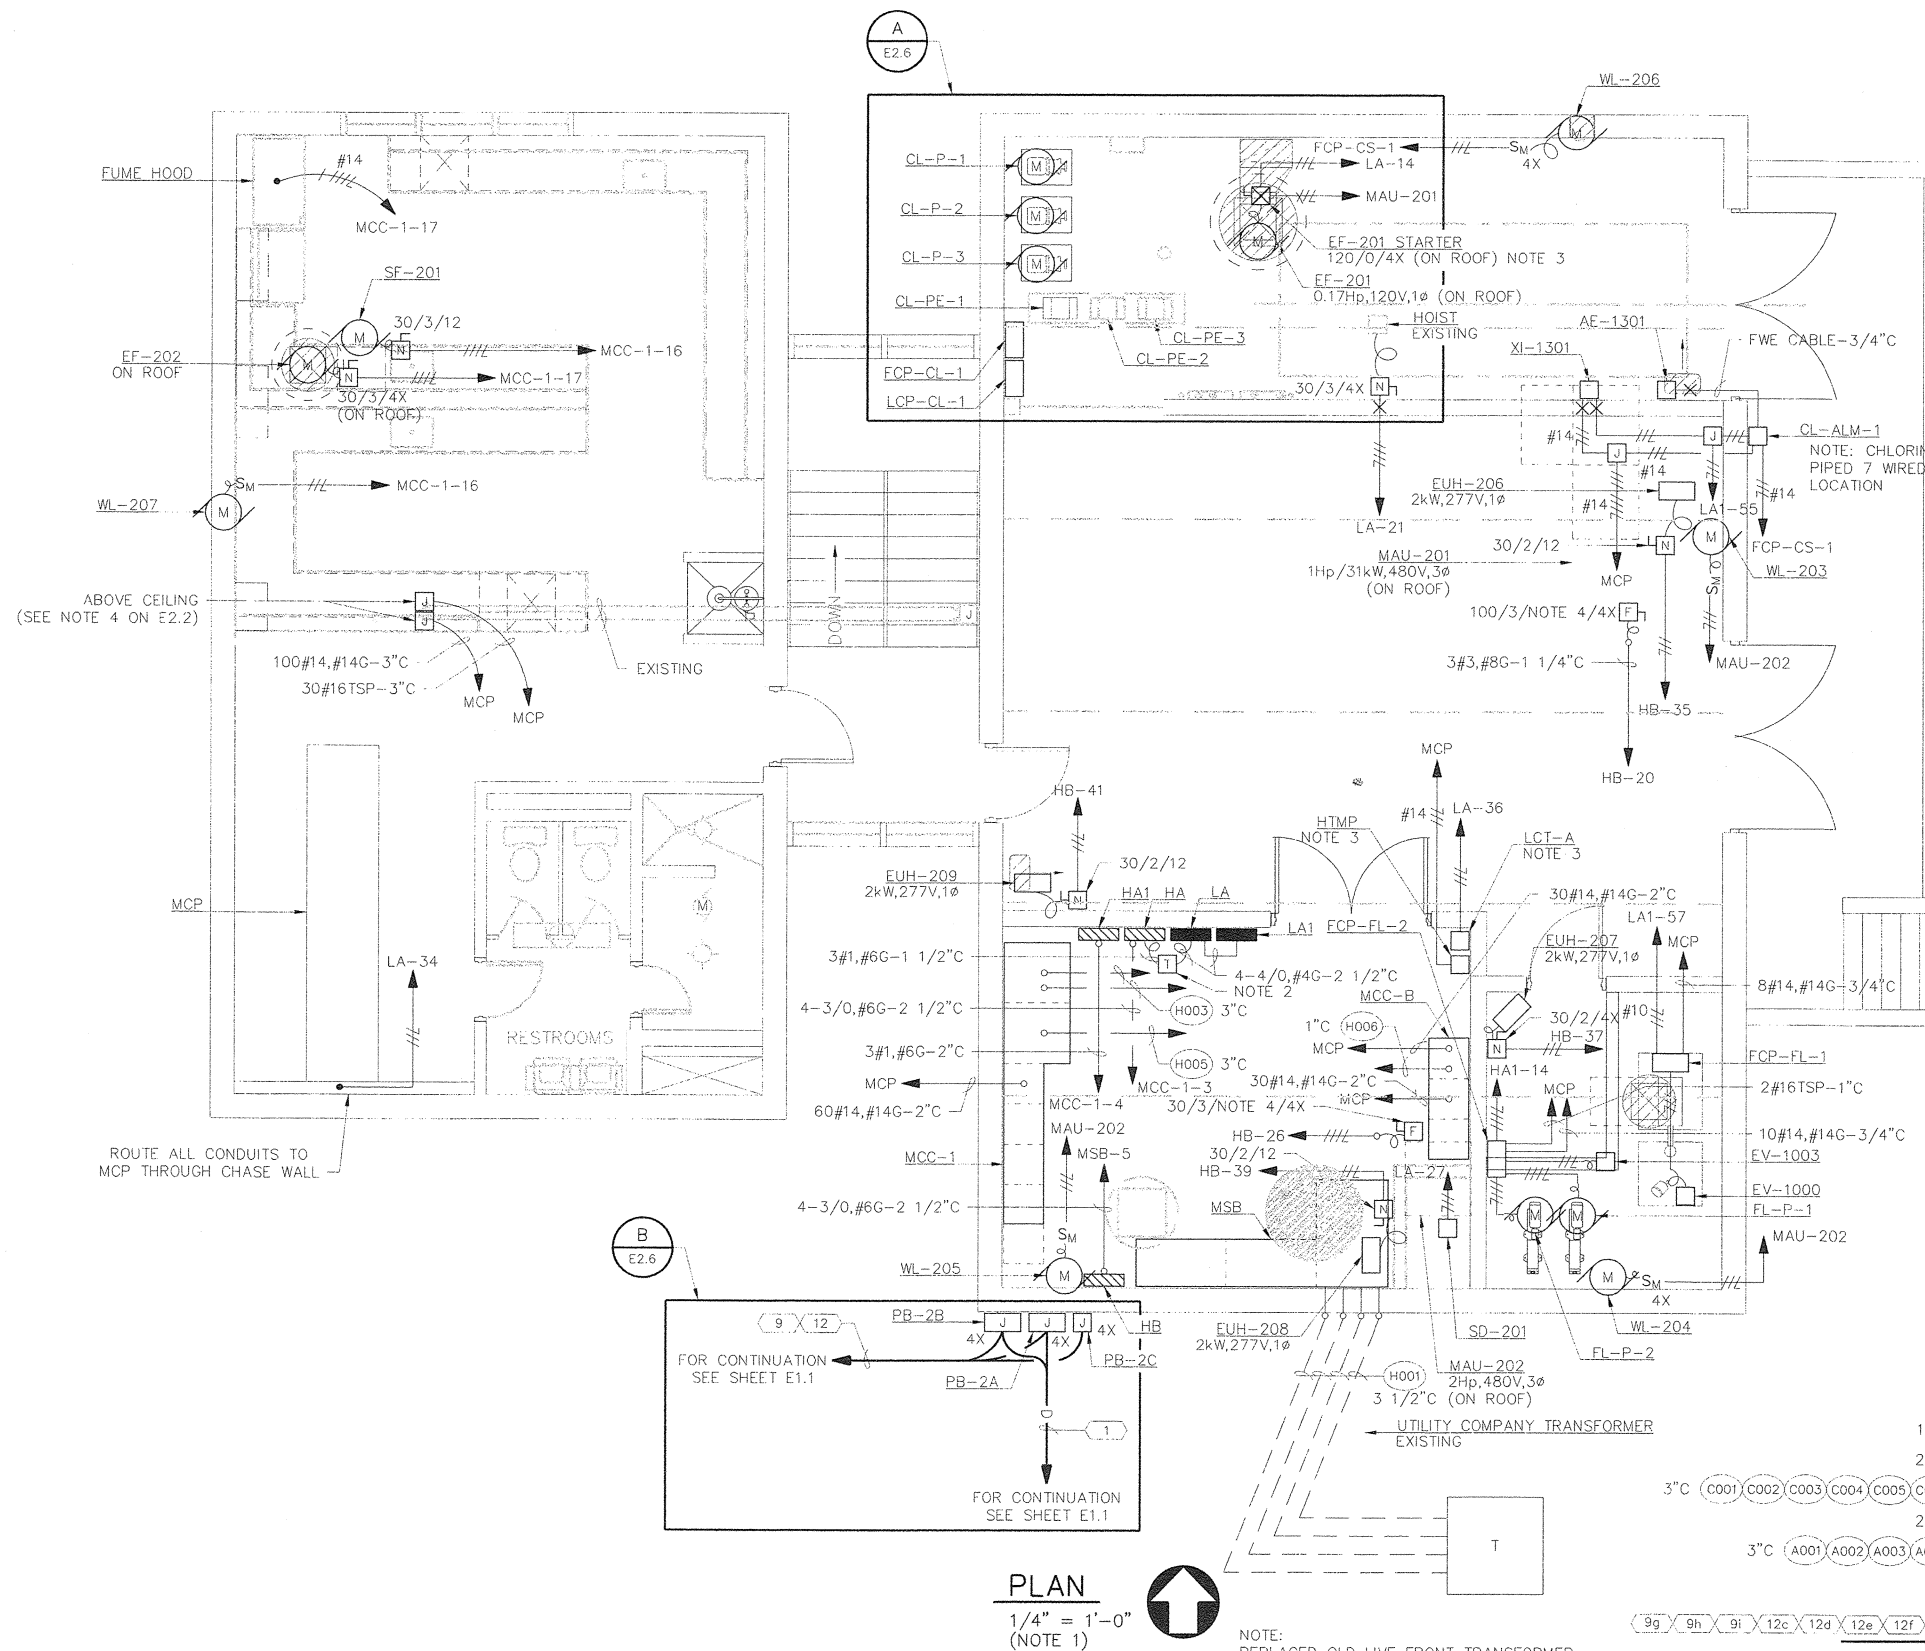 A
E2.6
WL-206
FUME HOOD
#14
MCC-1-17
SF-201
30/3/12
MCC-1-16
EF-202
ON ROOF
MCC-1-17
30/3/4X
(ON ROOF)
WL-207
SM
MCC-1-16
M
CL-P-1
CL-P-2
CL-P-3
CL-PE-1
CL-PE-2
CL-PE-3
FCP-CL-1
LCP-CL-1
FCP-CS-1
SM
4X
LA-14
MAU-201
EF-201 STARTER
120/0/4X (ON ROOF) NOTE 3
EF-201
0.17Hp,120V,1ø (ON ROOF)
HOIST
EXISTING
30/3/4X
N
AE-1301
XI-1301
FWE CABLE-3/4"C
CL-ALM-1
NOTE: CHLORI
PIPED 7 WIRED
LOCATION
#14
J
#14
#14
#14
EUH-206
2kW,277V,1ø
LA1-55
FCP-CS-1
LA-21
30/2/12
N
M
WL-203
MAU-201
1Hp/31kW,480V,3ø
(ON ROOF)
MCP
SM
100/3/NOTE 4/4X
F
MAU-202
3#3,#8G-1 1/4"C
HB-35
HB-20
ABOVE CEILING
(SEE NOTE 4 ON E2.2)
J
J
J
DOWN
100#14,#14G-3"C
30#16TSP-3"C
EXISTING
MCP
MCP
MCP
LA-34
RESTROOMS
M
ROUTE ALL CONDUITS TO
MCP THROUGH CHASE WALL
MCP
HB-41
#14
LA-36
HTMP
NOTE 3
LCT-A
NOTE 3
EUH-209
2kW,277V,1ø
30/2/12
N
HA1
HA
LA
LA1
FCP-FL-2
30#14,#14G-2"C
LA1-57
EUH-207
2kW,277V,1ø
MCP
3#1,#6G-1 1/2"C
T
4-4/0,#4G-2 1/2"C
NOTE 2
MCC-B
8#14,#14G-3/4"C
4-3/0,#6G-2 1/2"C
H003
3"C
1"C
H006
30/2/4X
#10
MCP
N
HB-37
3#1,#6G-2"C
H005
3"C
HA1-14
FCP-FL-1
MCP
MCC-1-3
30#14,#14G-2"C
MCP
MCP
2#16TSP-1"C
60#14,#14G-2"C
MCC-1-4
30/3/NOTE 4/4X
F
10#14,#14G-3/4"C
MAU-202
HB-26
MCC-1
MSB-5
30/2/12
HB-39
LA-27
EV-1003
EV-1000
4-3/0,#6G-2 1/2"C
MSB
N
FL-P-1
MAU-202
B
E2.6
SM
WL-205
M
M
SM
4X
9
12
PB-2B
J
J
J
4X
4X
4X
HB
EUH-208
2kW,277V,1ø
SD-201
WL-204
FOR CONTINUATION
SEE SHEET E1.1
PB-2C
PB-2A
FL-P-2
H001
3 1/2"C
MAU-202
2Hp,480V,3ø
(ON ROOF)
1
UTILITY COMPANY TRANSFORMER
EXISTING
FOR CONTINUATION
SEE SHEET E1.1
1
2
3"C
C001
C002
C003
C004
C005
2
T
3"C
A001
A002
A003
PLAN
1/4" = 1'-0"
(NOTE 1)
9g
9h
9i
12c
12d
12e
12f
NOTE:
REPLACED OLD LIVE FRONT TRANSFORMER